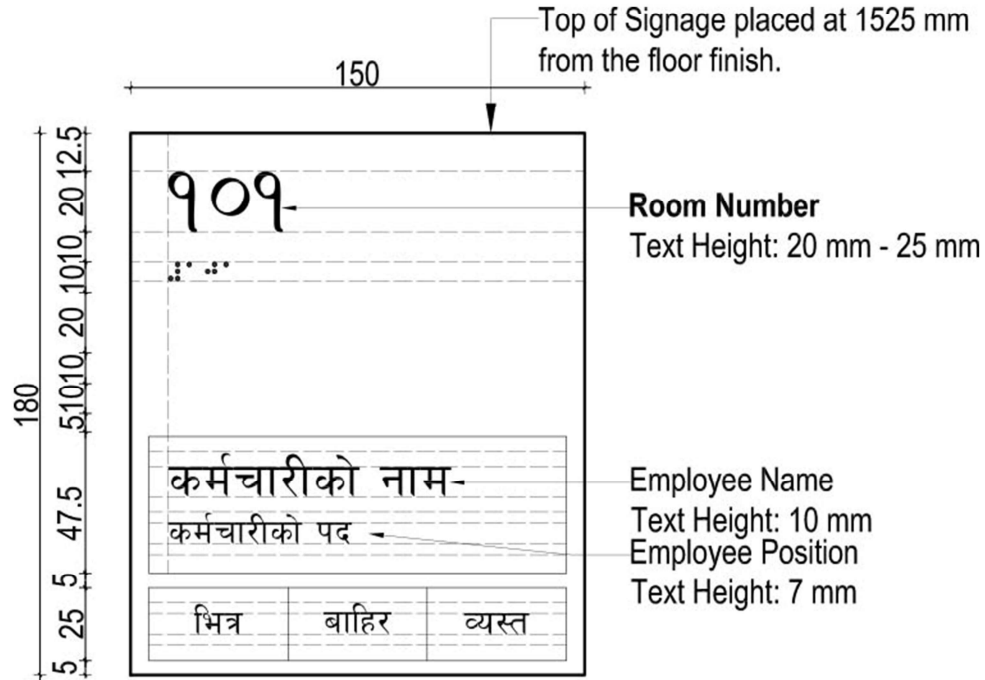 Top of Signage placed at 1525 mm
from the floor finish.
150
12.5
20
10
10
20
10
10
5
47.5
5
25
5
180
१०१
Room Number
Text Height: 20 mm - 25 mm
⠼⠁⠚⠁
कर्मचारीको नाम
Employee Name
Text Height: 10 mm
कर्मचारीको पद
Employee Position
Text Height: 7 mm
भित्र बाहिर व्यस्त